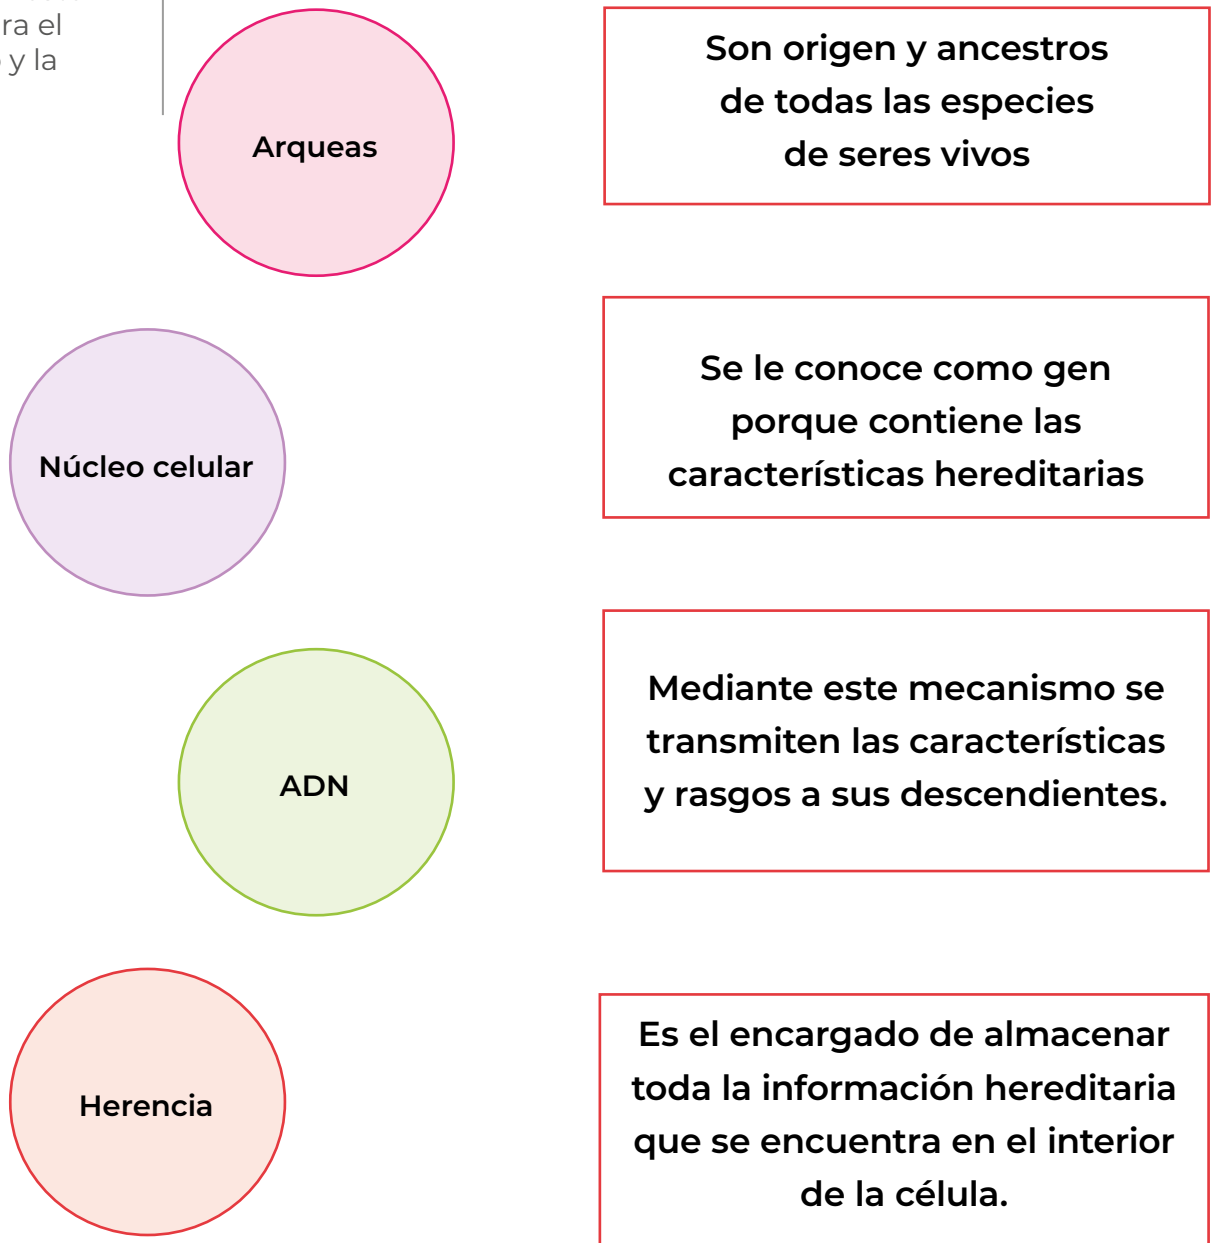 ra el
y la
Arqueas
Son origen y ancestros
de todas las especies
de seres vivos
Núcleo celular
Se le conoce como gen
porque contiene las
características hereditarias
ADN
Mediante este mecanismo se
transmiten las características
y rasgos a sus descendientes.
Herencia
Es el encargado de almacenar
toda la información hereditaria
que se encuentra en el interior
de la célula.